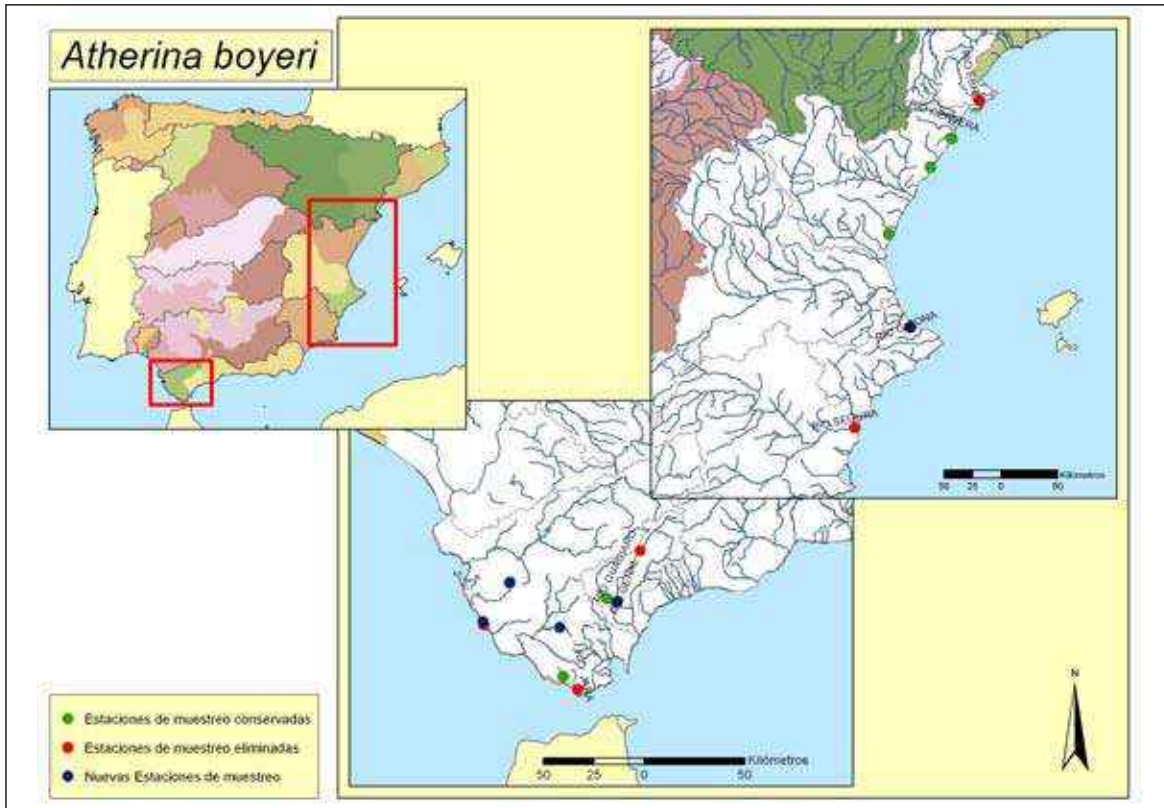 Atherina boyeri
Kilómetros
50 25 0 50
N
50 25 0 50
Kilómetros
Estaciones de muestreo conservadas
Estaciones de muestreo eliminadas
Nuevas Estaciones de muestreo